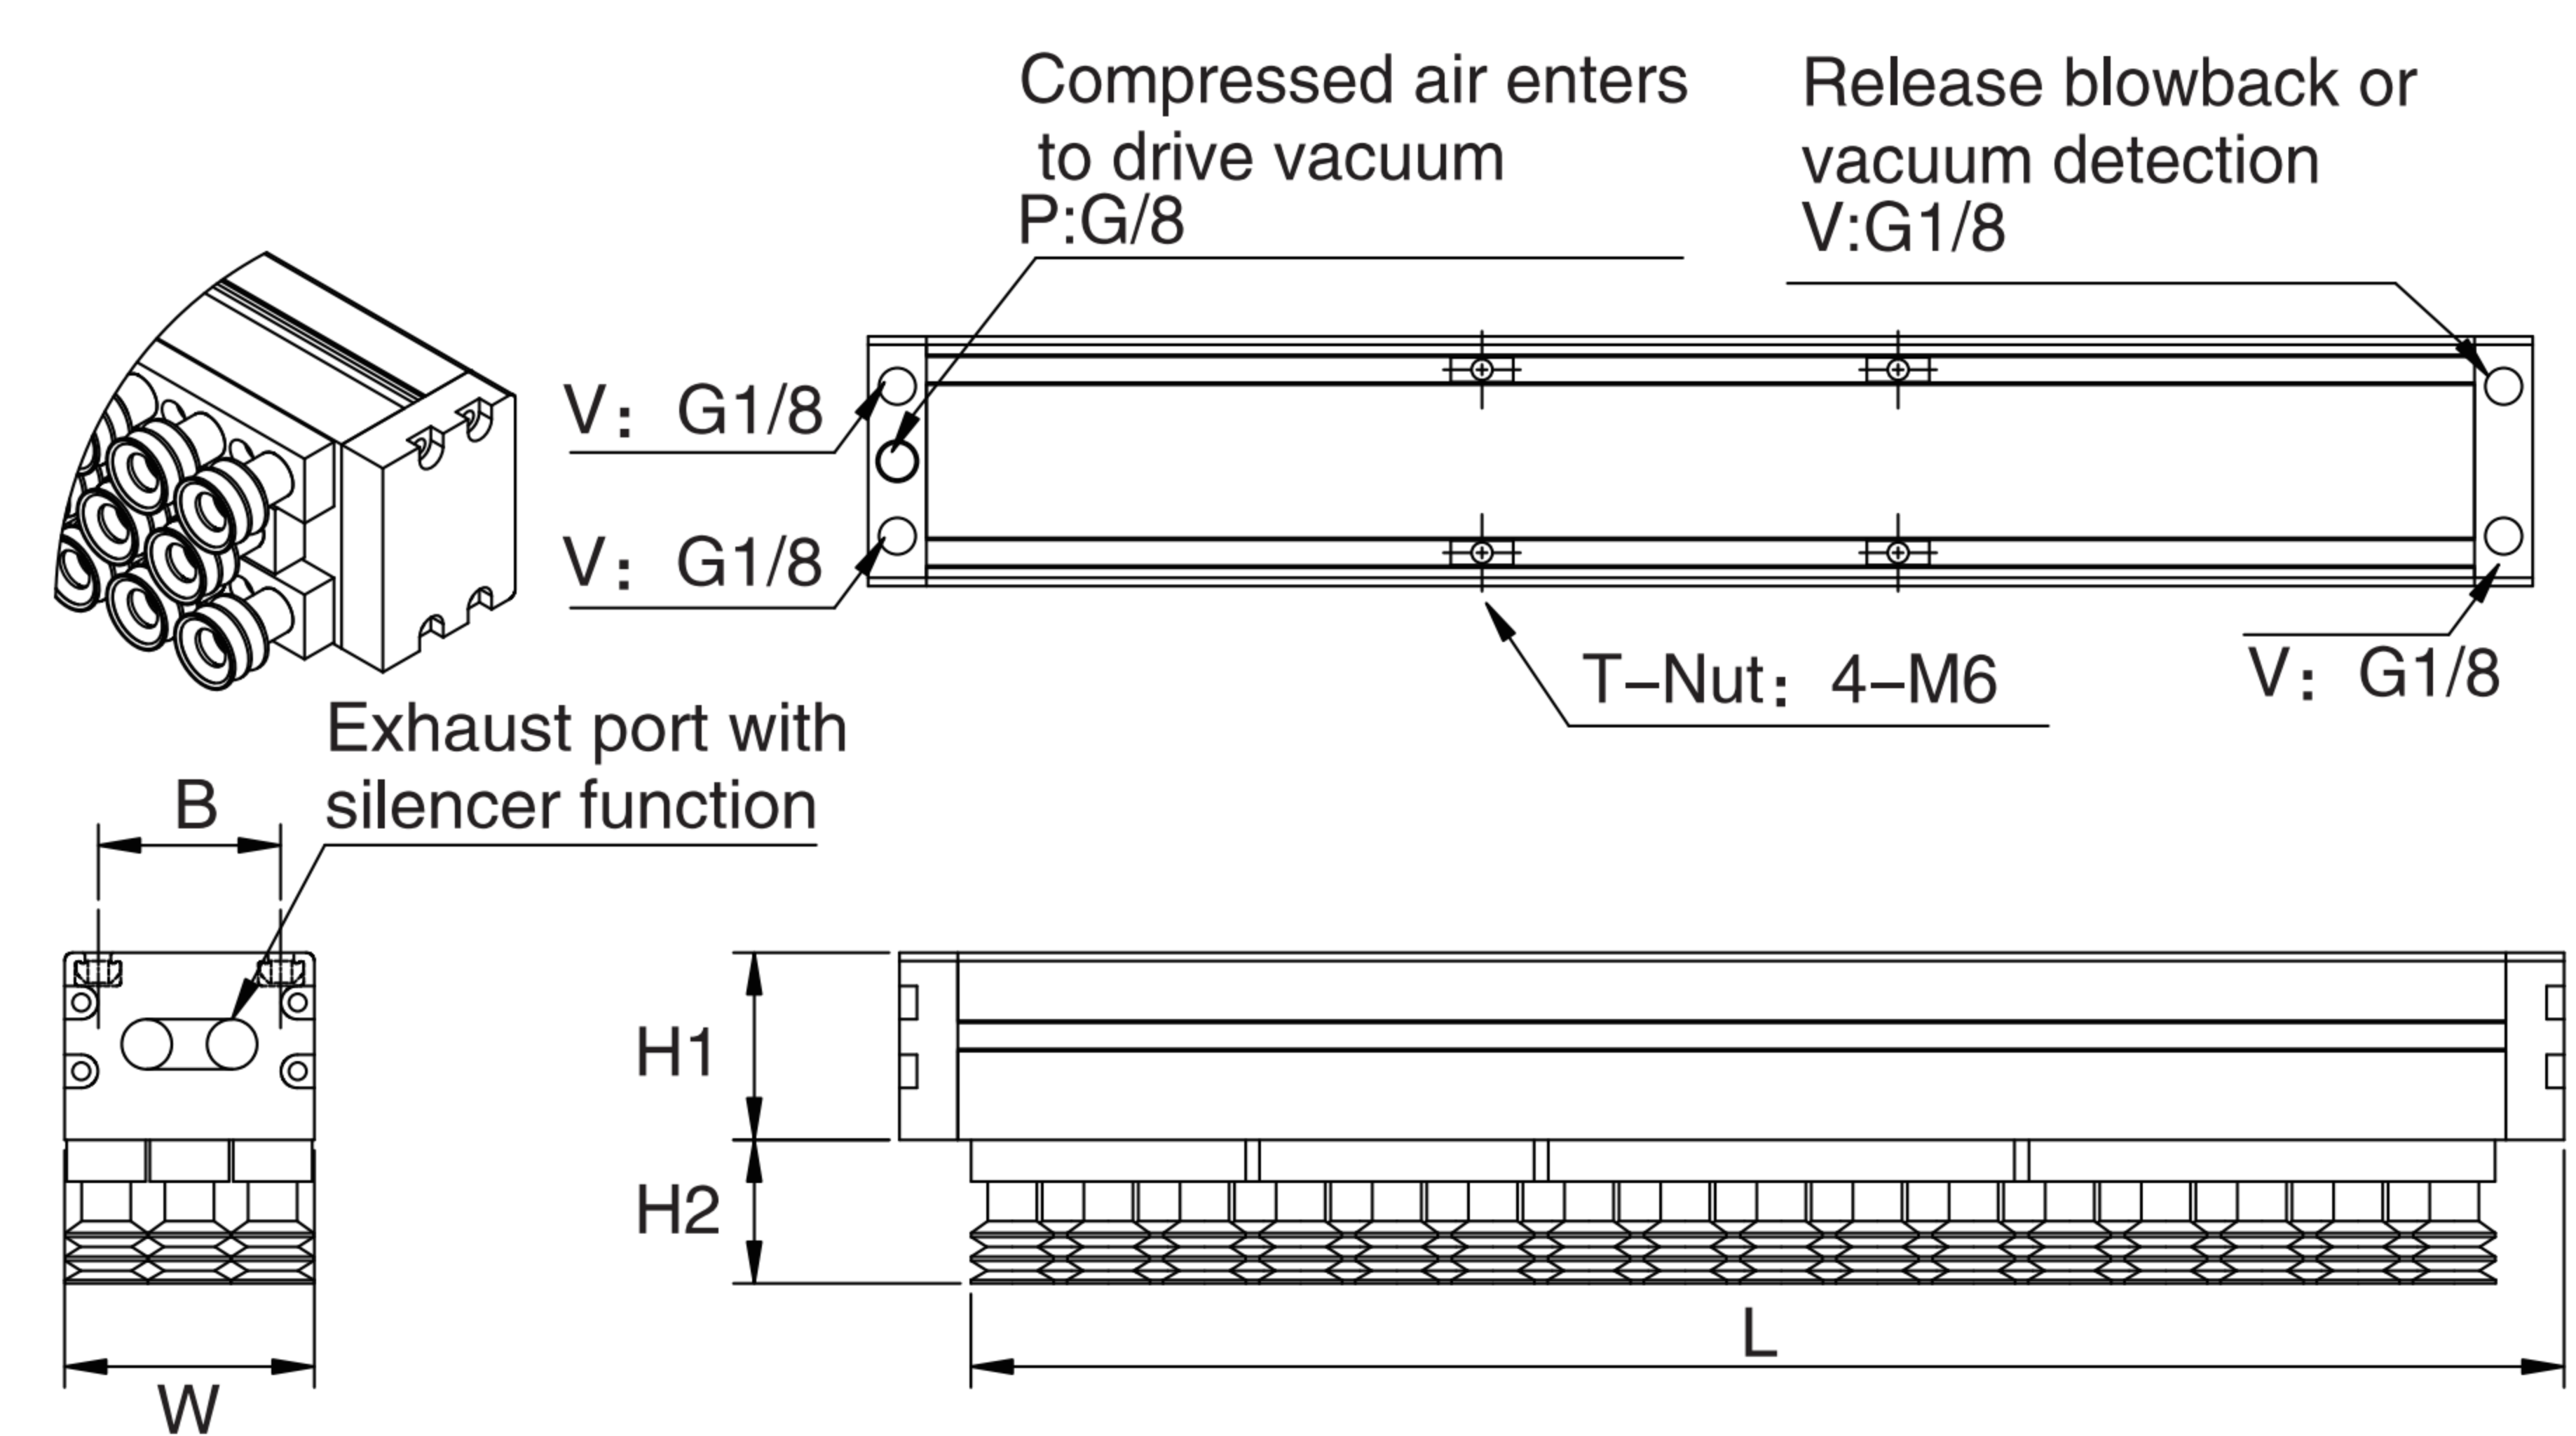 Compressed air enters
to drive vacuum
P:G/8
Release blowback or
vacuum detection
V:G1/8
V： G1/8
V： G1/8
T–Nut： 4–M6
V： G1/8
Exhaust port with
silencer function
B
H1
H2
L
W